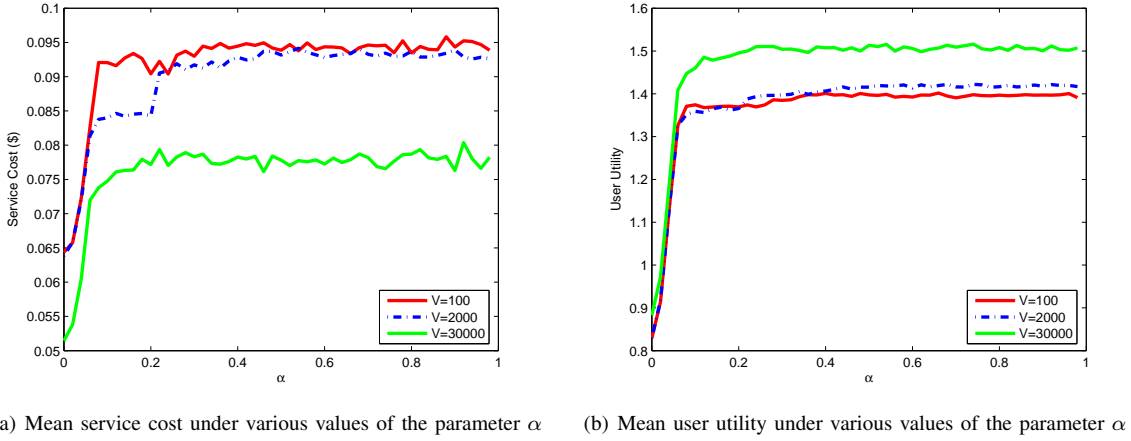 0.1
0.095
0.09
0.085
0.08
0.075
0.07
0.065
0.06
0.055
0.05
Service Cost ($)
0 0.2 0.4 0.6 0.8 1
α
V=100
V=2000
V=30000
1.6
1.5
1.4
1.3
1.2
1.1
1
0.9
0.8
User Utility
0 0.2 0.4 0.6 0.8 1
α
V=100
V=2000
V=30000
a) Mean service cost under various values of the parameter α
(b) Mean user utility under various values of the parameter α